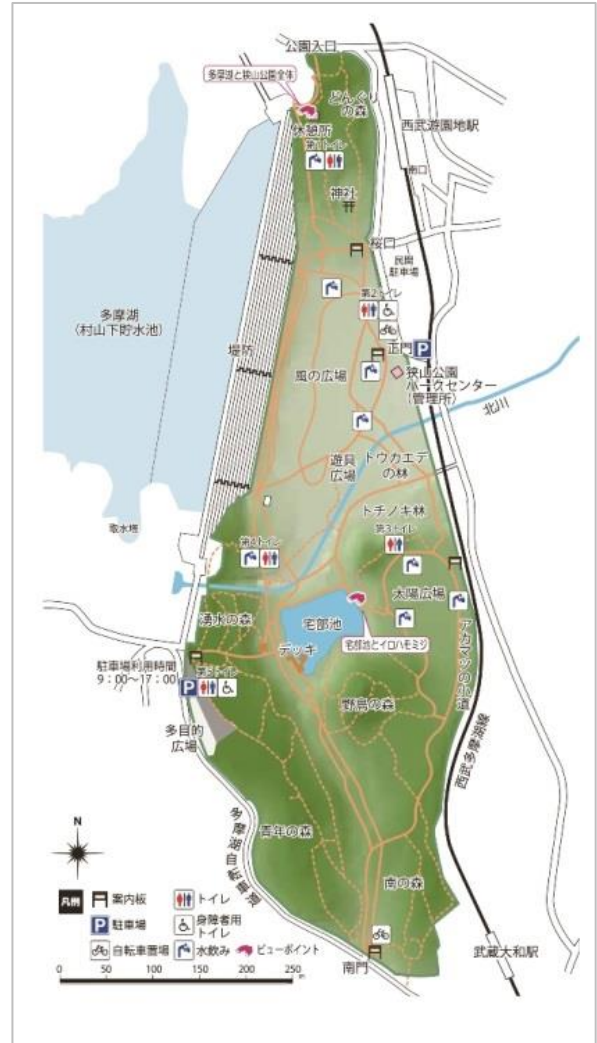 公園入口
多摩湖と狭山公園全体
どんぐり
の森
西武遊園地駅
休憩所
第1トイレ
南口
神社
桜口
民間
駐車場
多摩湖
(村山下貯水池)
第2トイレ
正門
P
堤防
風の広場
狭山公園
パークセンター
(管理所)
北川
遊具
広場
トウカエデ
の林
トチノキ林
取水塔
第4トイレ
第3トイレ
太陽広場
湧水の森
宅部池
アカマツの小道
デッキ
宅部池とイロハモミジ
駐車場利用時間
9:00~17:00
P
第5トイレ
野鳥の森
多目的
広場
西武多摩湖線
多摩湖自転車道
青年の森
N
南の森
凡例
案内板
トイレ
P
駐車場
身障者用
トイレ
自転車置場
水飲み
ビューポイント
武蔵大和駅
南門
0 50 100 150 200 250
m